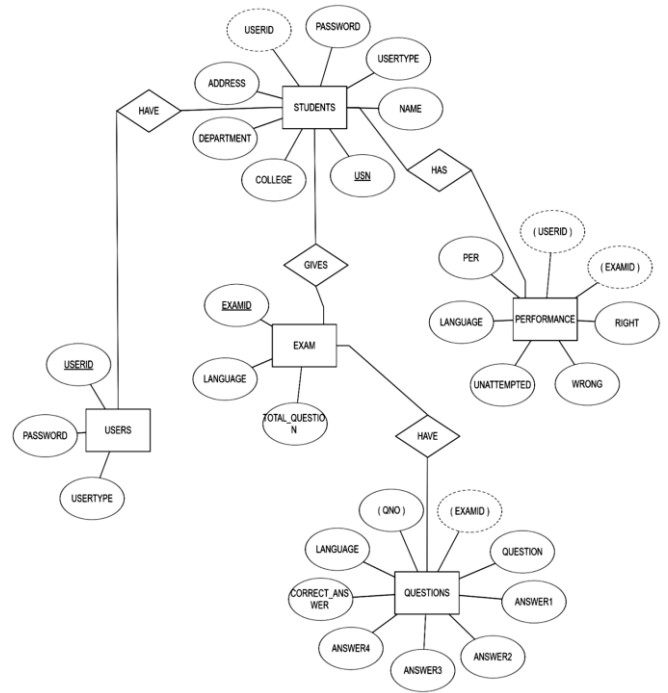 USERID
PASSWORD
USERTYPE
ADDRESS
STUDENTS
NAME
HAVE
DEPARTMENT
COLLEGE
USN
HAS
( USERID )
GIVES
PER
( EXAMID )
EXAMID
LANGUAGE
PERFORMANCE
RIGHT
EXAM
USERID
LANGUAGE
UNATTEMPTED
WRONG
TOTAL_QUESTIO
N
USERS
PASSWORD
HAVE
USERTYPE
( QNO )
( EXAMID )
LANGUAGE
QUESTION
CORRECT_ANS
WER
QUESTIONS
ANSWER1
ANSWER4
ANSWER3
ANSWER2